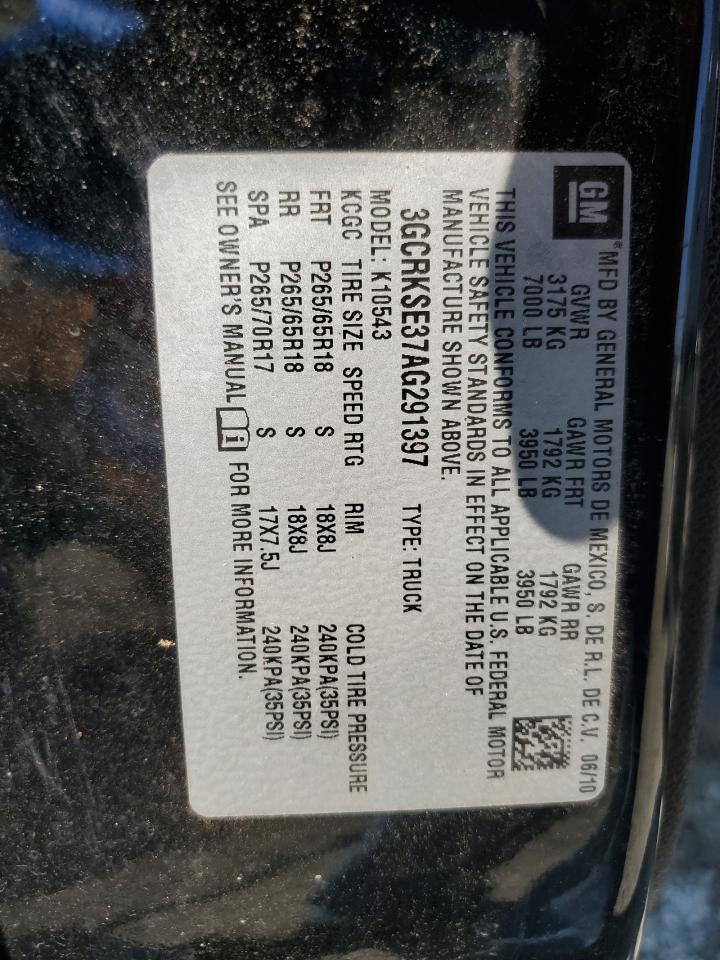 GM® MFD BY GENERAL MOTORS DE MEXICO, S. DE R.L. DE C.V. 06/10
GVWR GAWR FRT GAWR RR
3175 KG 1792 KG 1792 KG
7000 LB 3950 LB 3950 LB
THIS VEHICLE CONFORMS TO ALL APPLICABLE U.S. FEDERAL MOTOR
VEHICLE SAFETY STANDARDS IN EFFECT ON THE DATE OF
MANUFACTURE SHOWN ABOVE.
3GCRKSE37AG291397 TYPE: TRUCK
MODEL: K10543
KCGC TIRE SIZE SPEED RTG RIM COLD TIRE PRESSURE
FRT P265/65R18 S 18X8J 240KPA(35PSI)
RR P265/65R18 S 18X8J 240KPA(35PSI)
SPA P265/70R17 S 17X7.5J 240KPA(35PSI)
SEE OWNER'S MANUAL i FOR MORE INFORMATION.